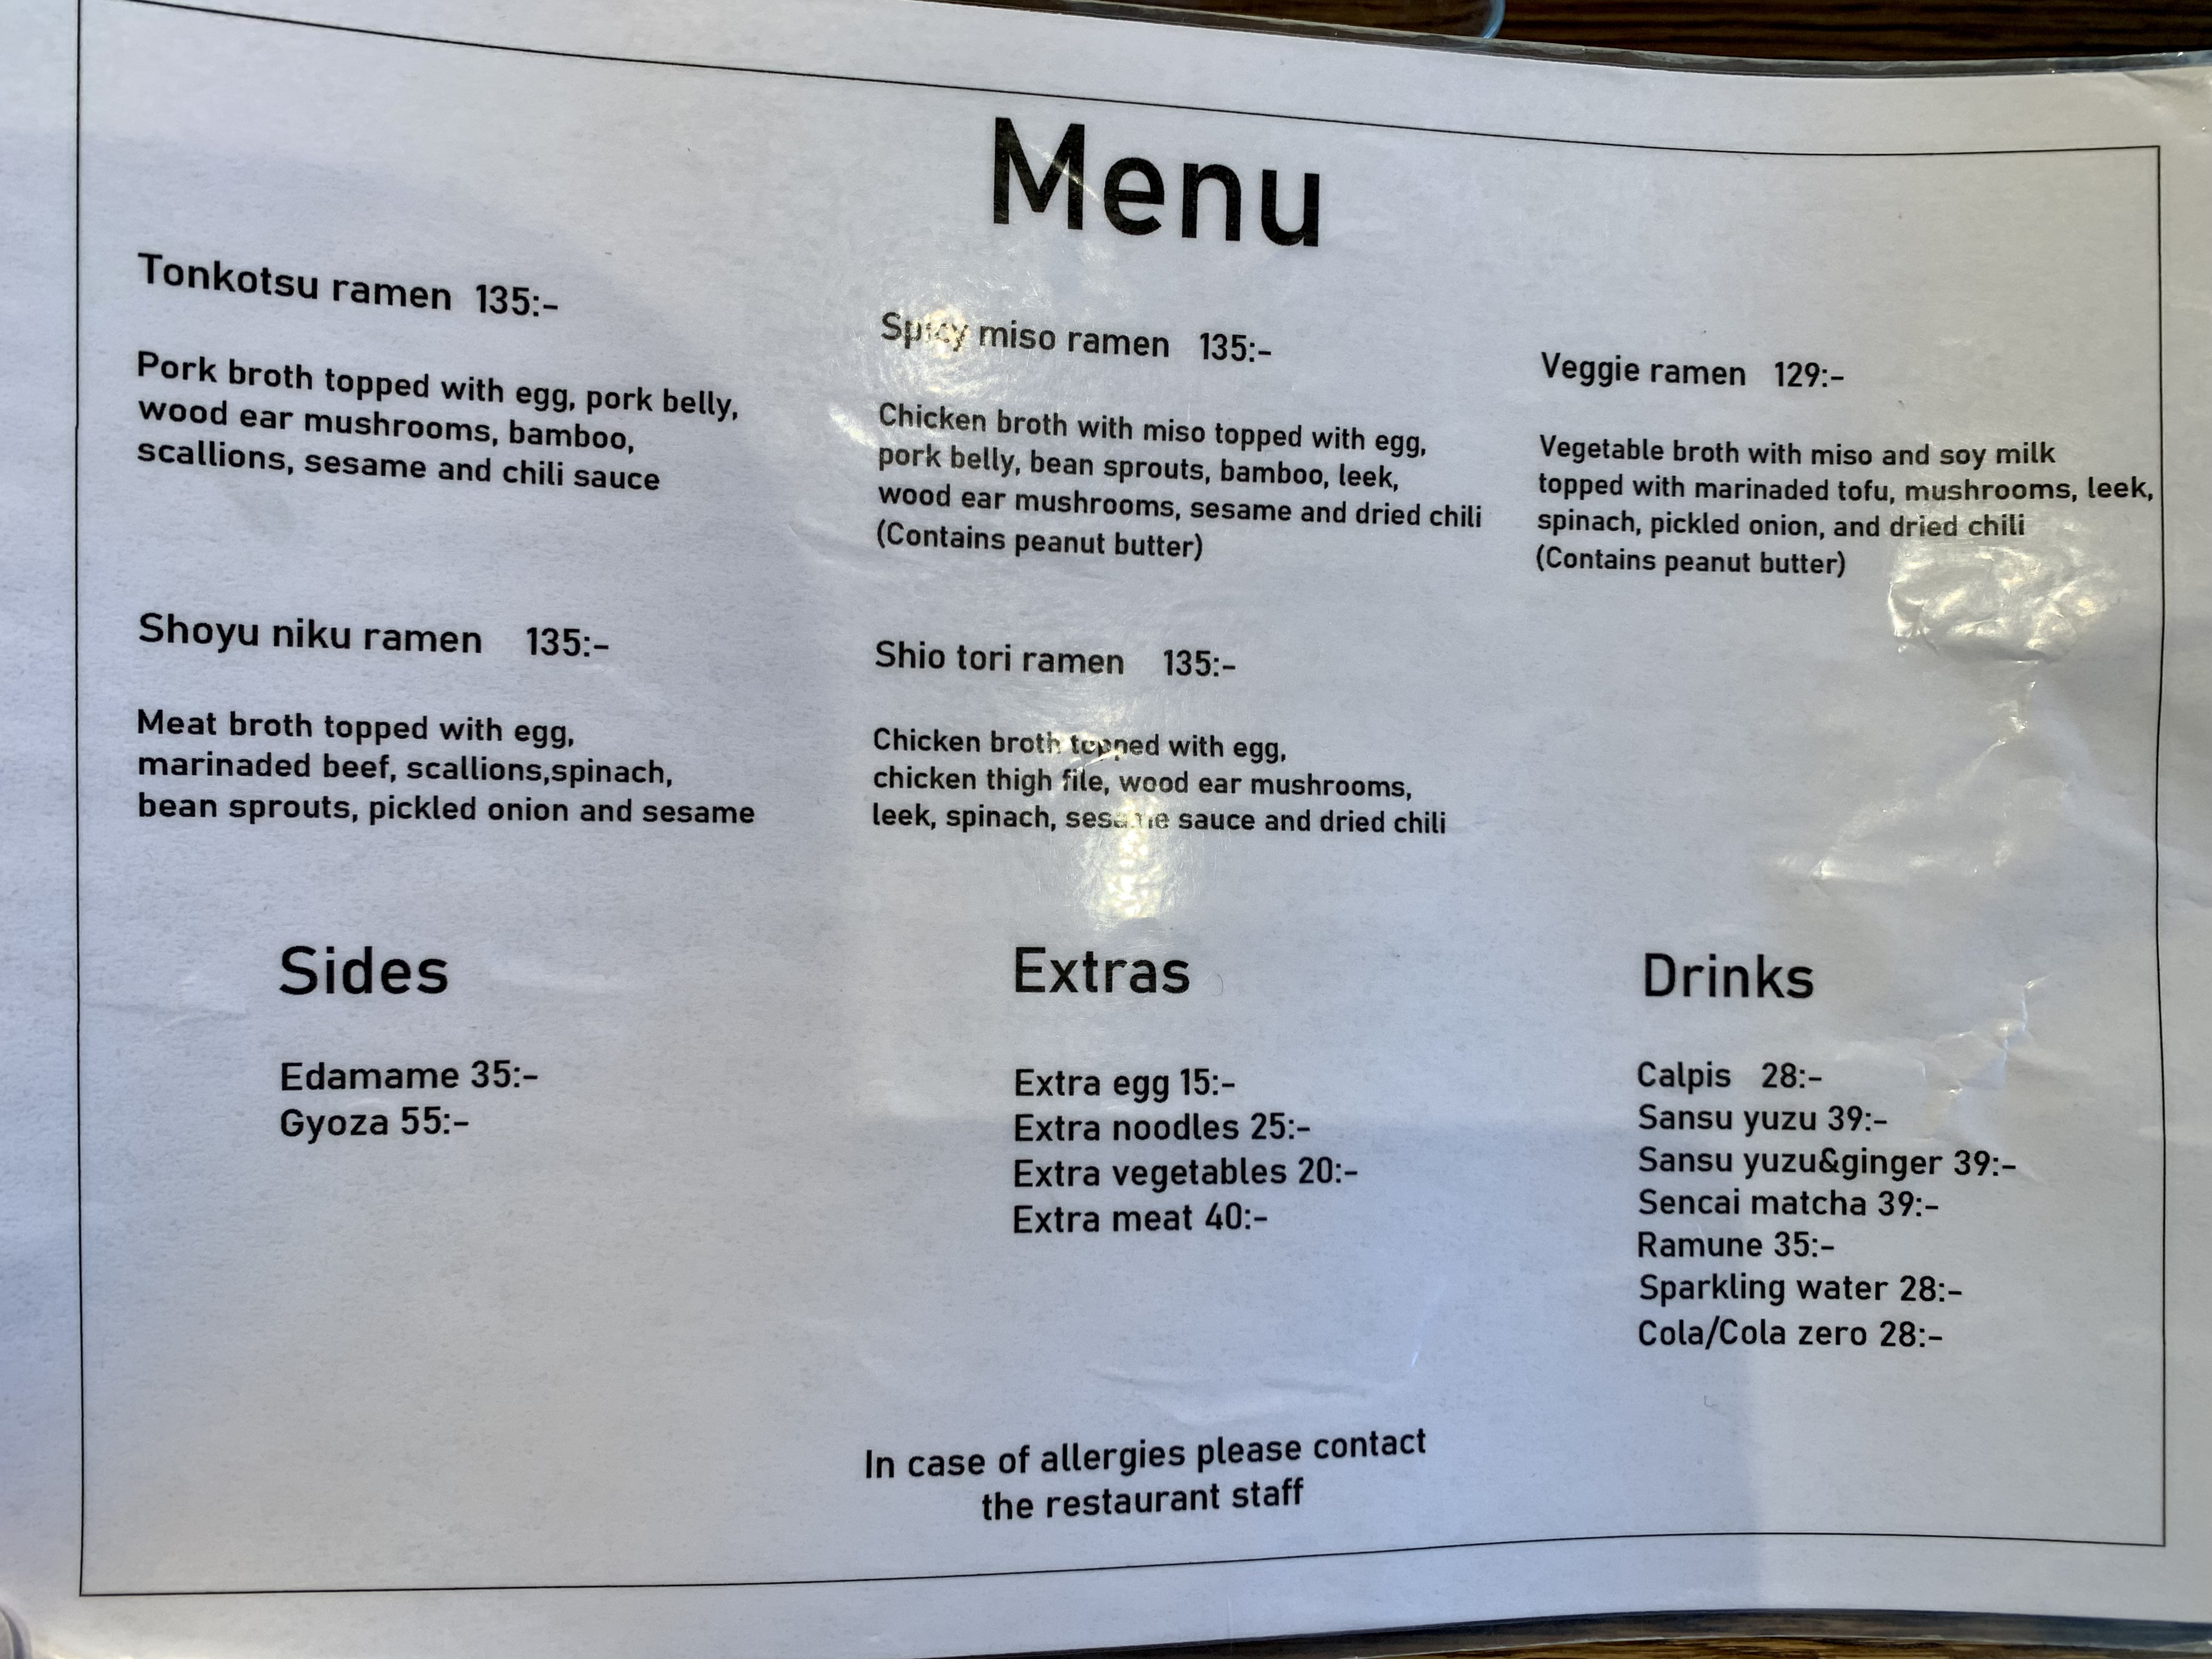 Menu
Tonkotsu ramen 135:-
Pork broth topped with egg, pork belly,
wood ear mushrooms, bamboo,
scallions, sesame and chili sauce
Spicy miso ramen 135:-
Chicken broth with miso topped with egg,
pork belly, bean sprouts, bamboo, leek,
wood ear mushrooms, sesame and dried chili
(Contains peanut butter)
Veggie ramen 129:-
Vegetable broth with miso and soy milk
topped with marinaded tofu, mushrooms, leek,
spinach, pickled onion, and dried chili
(Contains peanut butter)
Shoyu niku ramen 135:-
Meat broth topped with egg,
marinaded beef, scallions,spinach,
bean sprouts, pickled onion and sesame
Shio tori ramen 135:-
Chicken broth topped with egg,
chicken thigh file, wood ear mushrooms,
leek, spinach, sesame sauce and dried chili
Sides
Edamame 35:-
Gyoza 55:-
Extras
Extra egg 15:-
Extra noodles 25:-
Extra vegetables 20:-
Extra meat 40:-
Drinks
Calpis 28:-
Sansu yuzu 39:-
Sansu yuzu&ginger 39:-
Sencai matcha 39:-
Ramune 35:-
Sparkling water 28:-
Cola/Cola zero 28:-
In case of allergies please contact
the restaurant staff